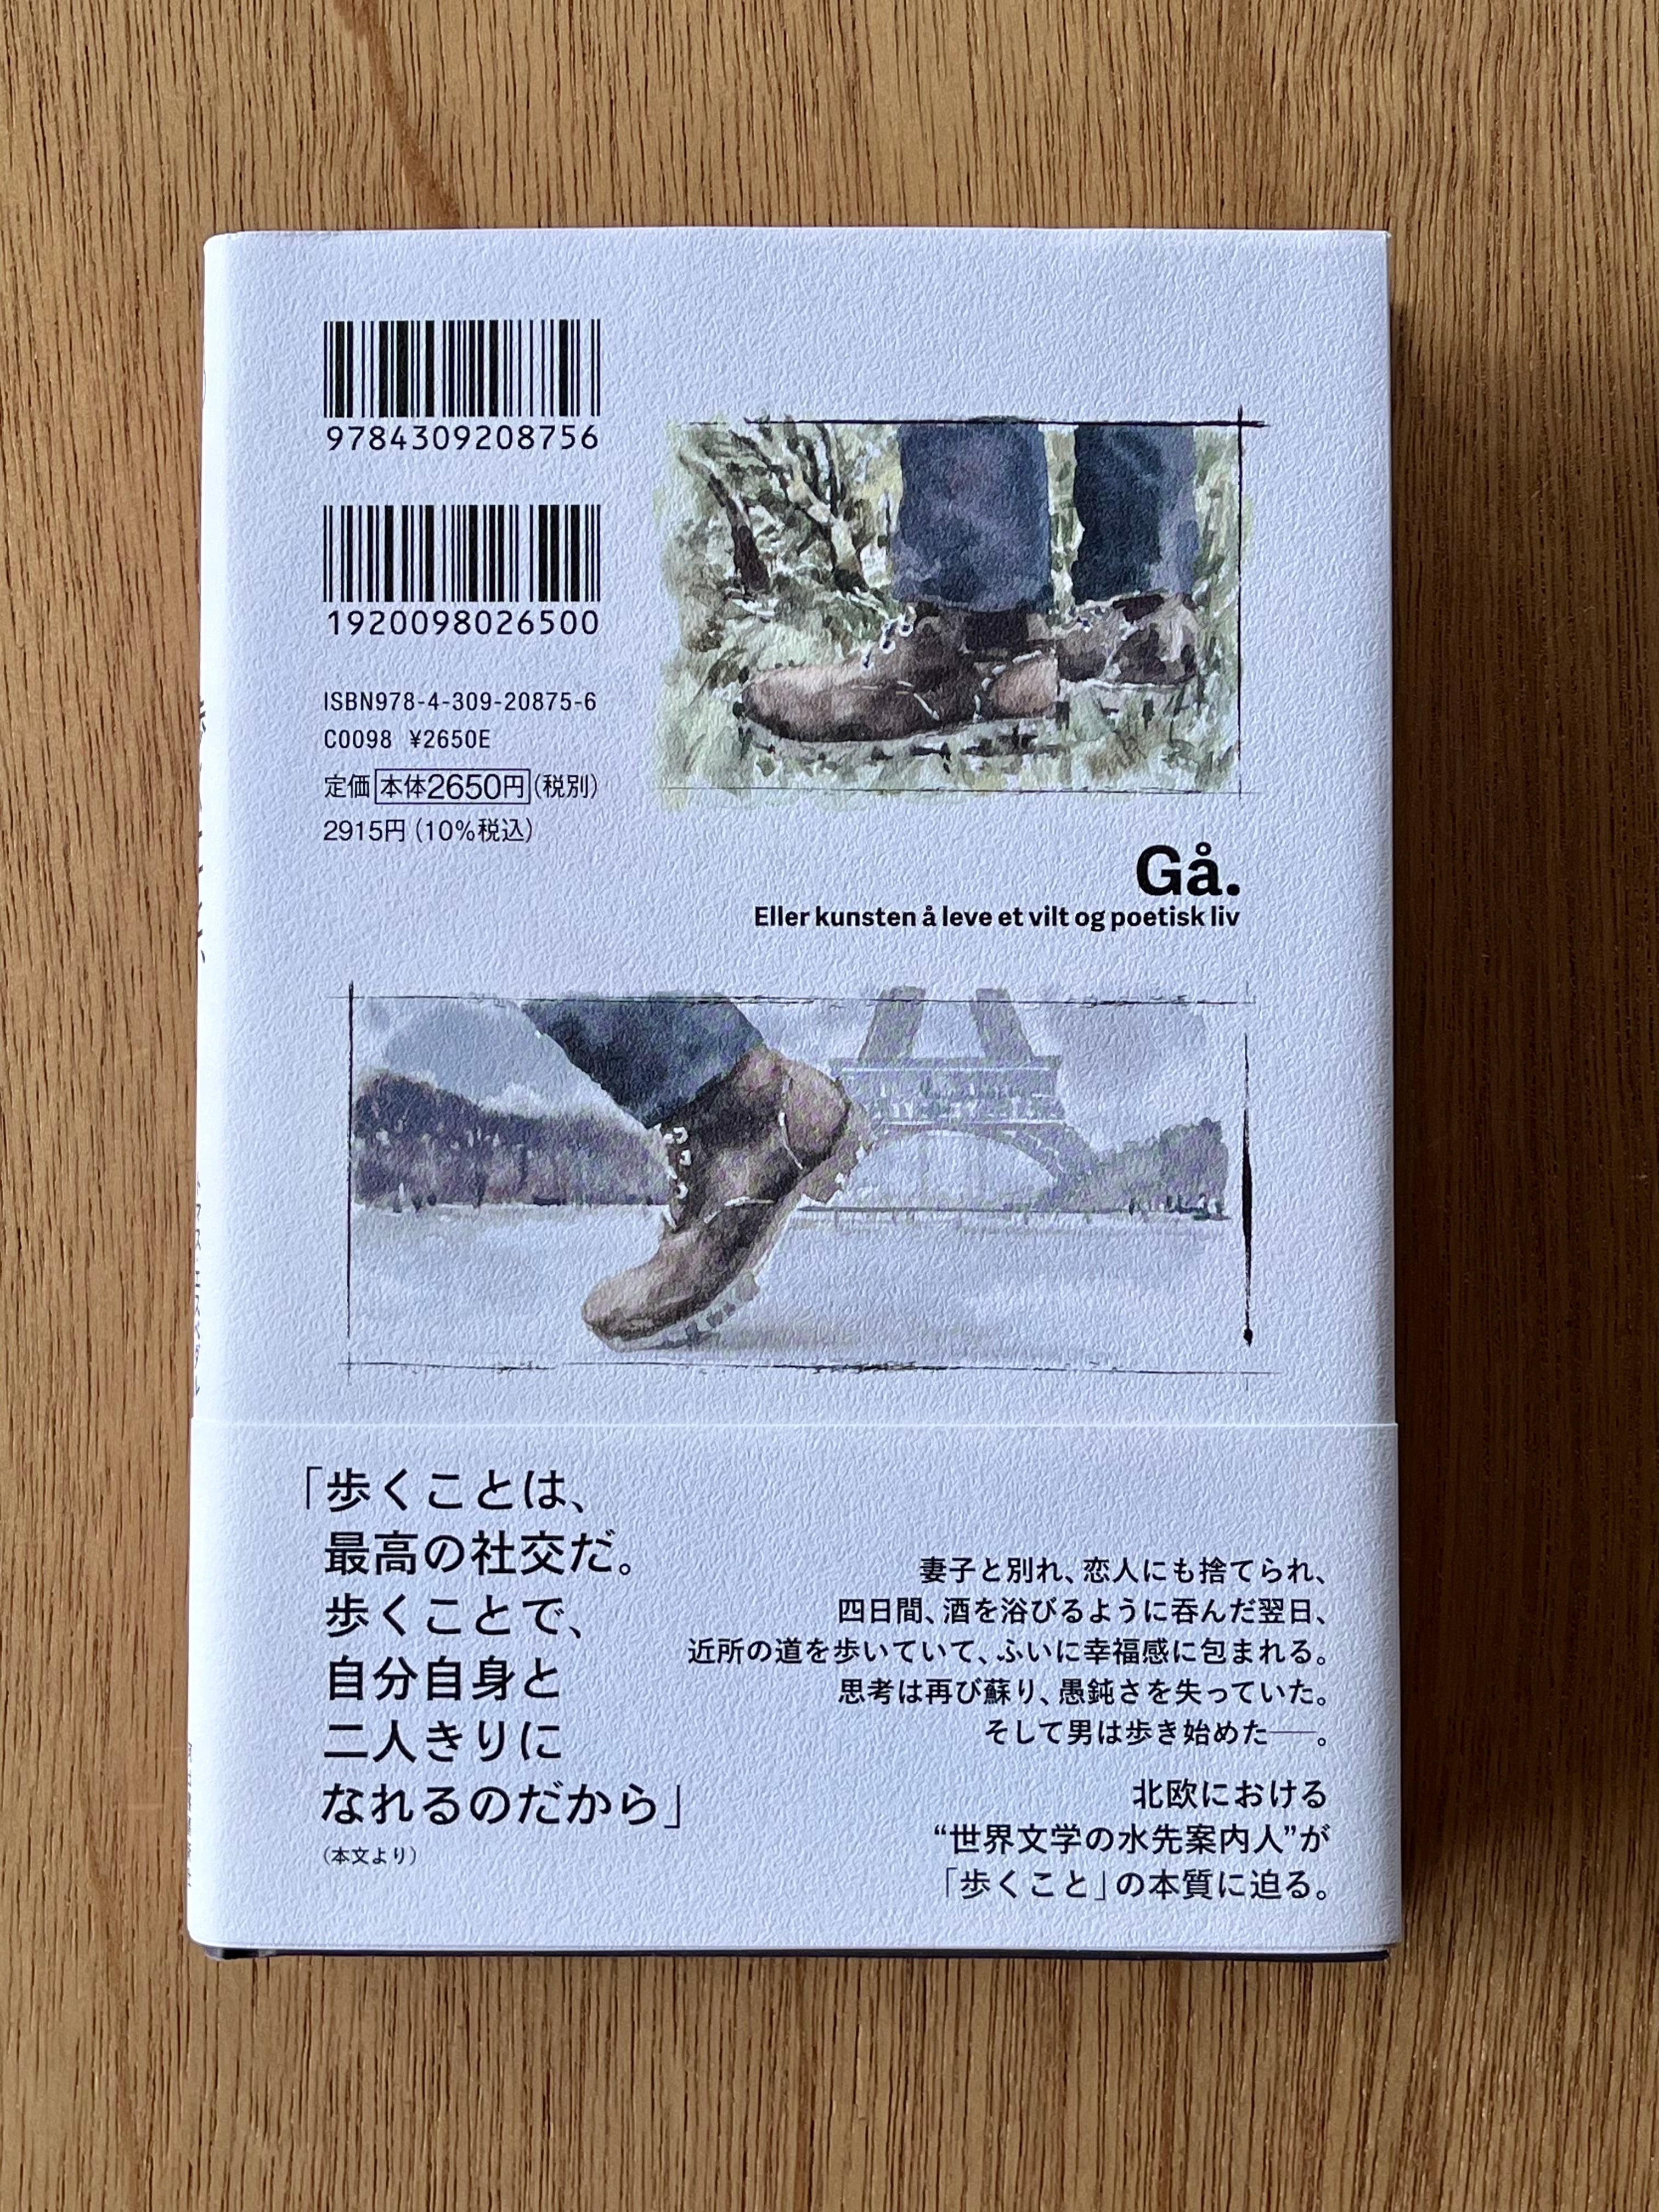 9784309208756
1920098026500
ISBN978-4-309-20875-6
C0098 ¥2650E
定価本体2650円(税別)
2915円(10%税込)
Gå.
Eller kunsten å leve et vilt og poetisk liv
「歩くことは、
最高の社交だ。
歩くことで、
自分自身と
二人きりに
なれるのだから」
(本文より)
妻子と別れ、恋人にも捨てられ、
四日間、酒を浴びるように呑んだ翌日、
近所の道を歩いていて、ふいに幸福感に包まれる。
思考は再び蘇り、愚鈍さを失っていた。
そして男は歩き始めた――。
北欧における
“世界文学の水先案内人”が
「歩くこと」の本質に迫る。